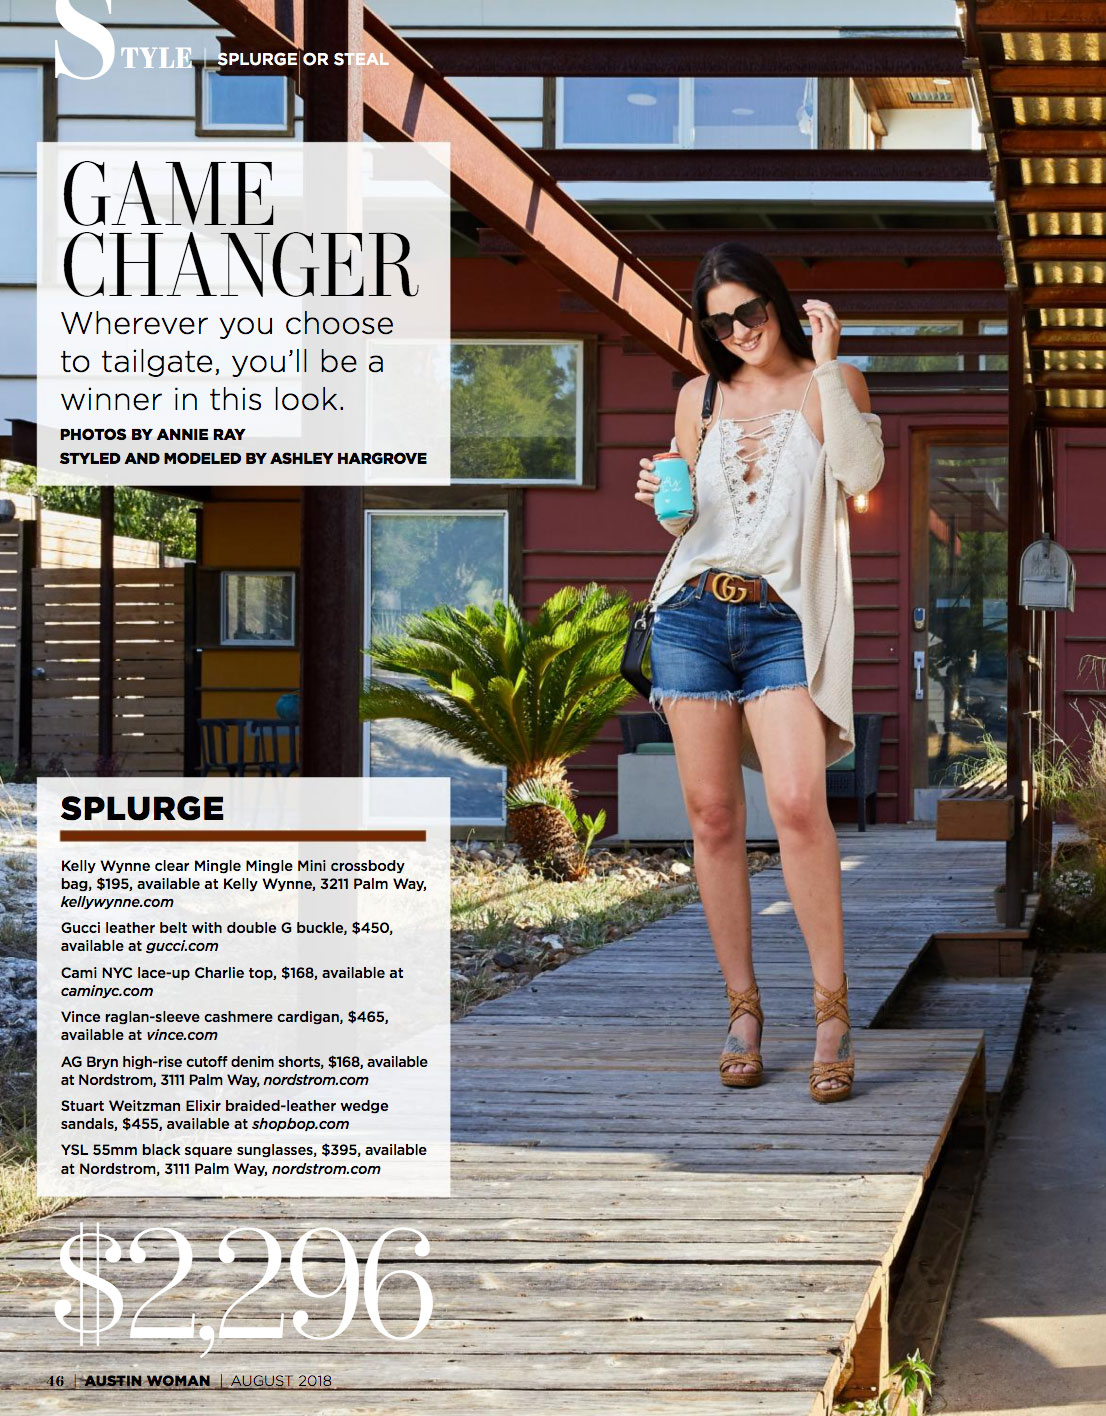 STYLE | SPLURGE OR STEAL
GAME
CHANGER
Wherever you choose
to tailgate, you'll be a
winner in this look.
PHOTOS BY ANNIE RAY
STYLED AND MODELED BY ASHLEY HARGROVE
SPLURGE
Kelly Wynne clear Mingle Mingle Mini crossbody
bag, $195, available at Kelly Wynne, 3211 Palm Way,
kellywynne.com
Gucci leather belt with double G buckle, $450,
available at gucci.com
Cami NYC lace-up Charlie top, $168, available at
caminyc.com
Vince raglan-sleeve cashmere cardigan, $465,
available at vince.com
AG Bryn high-rise cutoff denim shorts, $168, available
at Nordstrom, 3111 Palm Way, nordstrom.com
Stuart Weitzman Elixir braided-leather wedge
sandals, $455, available at shopbop.com
YSL 55mm black square sunglasses, $395, available
at Nordstrom, 3111 Palm Way, nordstrom.com
$2,296
46 | AUSTIN WOMAN | AUGUST 2018